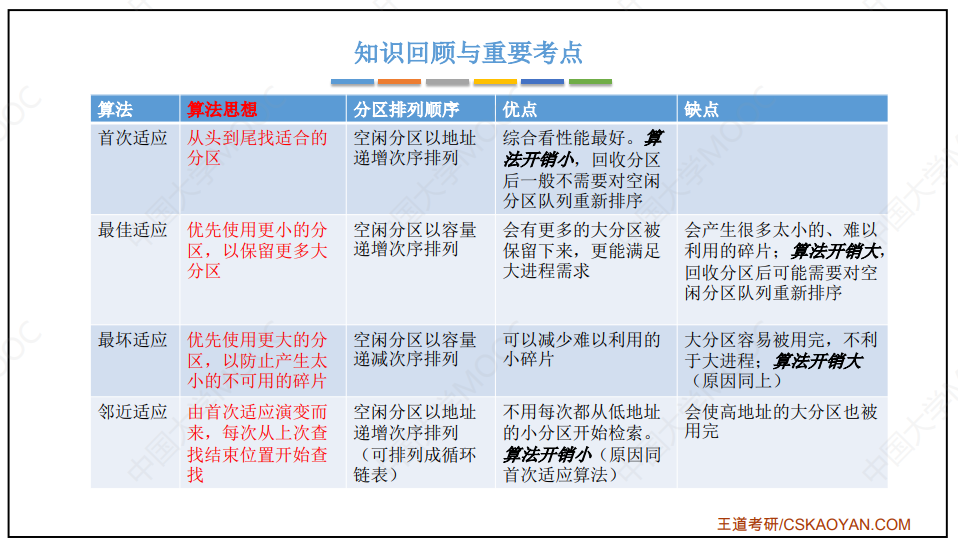 知识回顾与重要考点
算法 算法思想 分区排列顺序 优点 缺点
首次适应
从头到尾找适合的
分区
空闲分区以地址
递增次序排列
综合看性能最好。算
法开销小，回收分区
后一般不需要对空闲
分区队列重新排序
最佳适应
优先使用更小的分
区，以保留更多大
分区
空闲分区以容量
递增次序排列
会有更多的大分区被
保留下来，更能满足
大进程需求
会产生很多太小的、难以
利用的碎片；算法开销大，
回收分区后可能需要对空
闲分区队列重新排序
最坏适应
优先使用更大的分
区，以防止产生太
小的不可用的碎片
空闲分区以容量
递减次序排列
可以减少难以利用的
小碎片
大分区容易被用完，不利
于大进程；算法开销大
（原因同上）
邻近适应
由首次适应演变而
来，每次从上次查
找结束位置开始查
找
空闲分区以地址
递增次序排列
（可排列成循环
链表）
不用每次都从低地址
的小分区开始检索。
算法开销小（原因同
首次适应算法）
会使高地址的大分区也被
用完
王道考研/CSKAOYAN.COM
中国大学MOOC